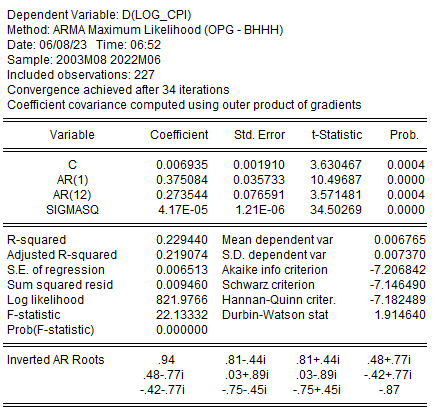 Dependent Variable: D(LOG_CPI)
Method: ARMA Maximum Likelihood (OPG - BHHH)
Date: 06/08/23 Time: 06:52
Sample: 2003M08 2022M06
Included observations: 227
Convergence achieved after 34 iterations
Coefficient covariance computed using outer product of gradients
Variable Coefficient Std. Error t-Statistic Prob.
C 0.006935 0.001910 3.630467 0.0004
AR(1) 0.375084 0.035733 10.49687 0.0000
AR(12) 0.273544 0.076591 3.571481 0.0004
SIGMASQ 4.17E-05 1.21E-06 34.50269 0.0000
R-squared 0.229440 Mean dependent var 0.006765
Adjusted R-squared 0.219074 S.D. dependent var 0.007370
S.E. of regression 0.006513 Akaike info criterion -7.206842
Sum squared resid 0.009460 Schwarz criterion -7.146490
Log likelihood 821.9766 Hannan-Quinn criter. -7.182489
F-statistic 22.13332 Durbin-Watson stat 1.914640
Prob(F-statistic) 0.000000
Inverted AR Roots .94 .81-.44i .81+.44i .48+.77i
.48-.77i .03+.89i .03-.89i -.42+.77i
-.42-.77i -.75-.45i -.75+.45i -.87